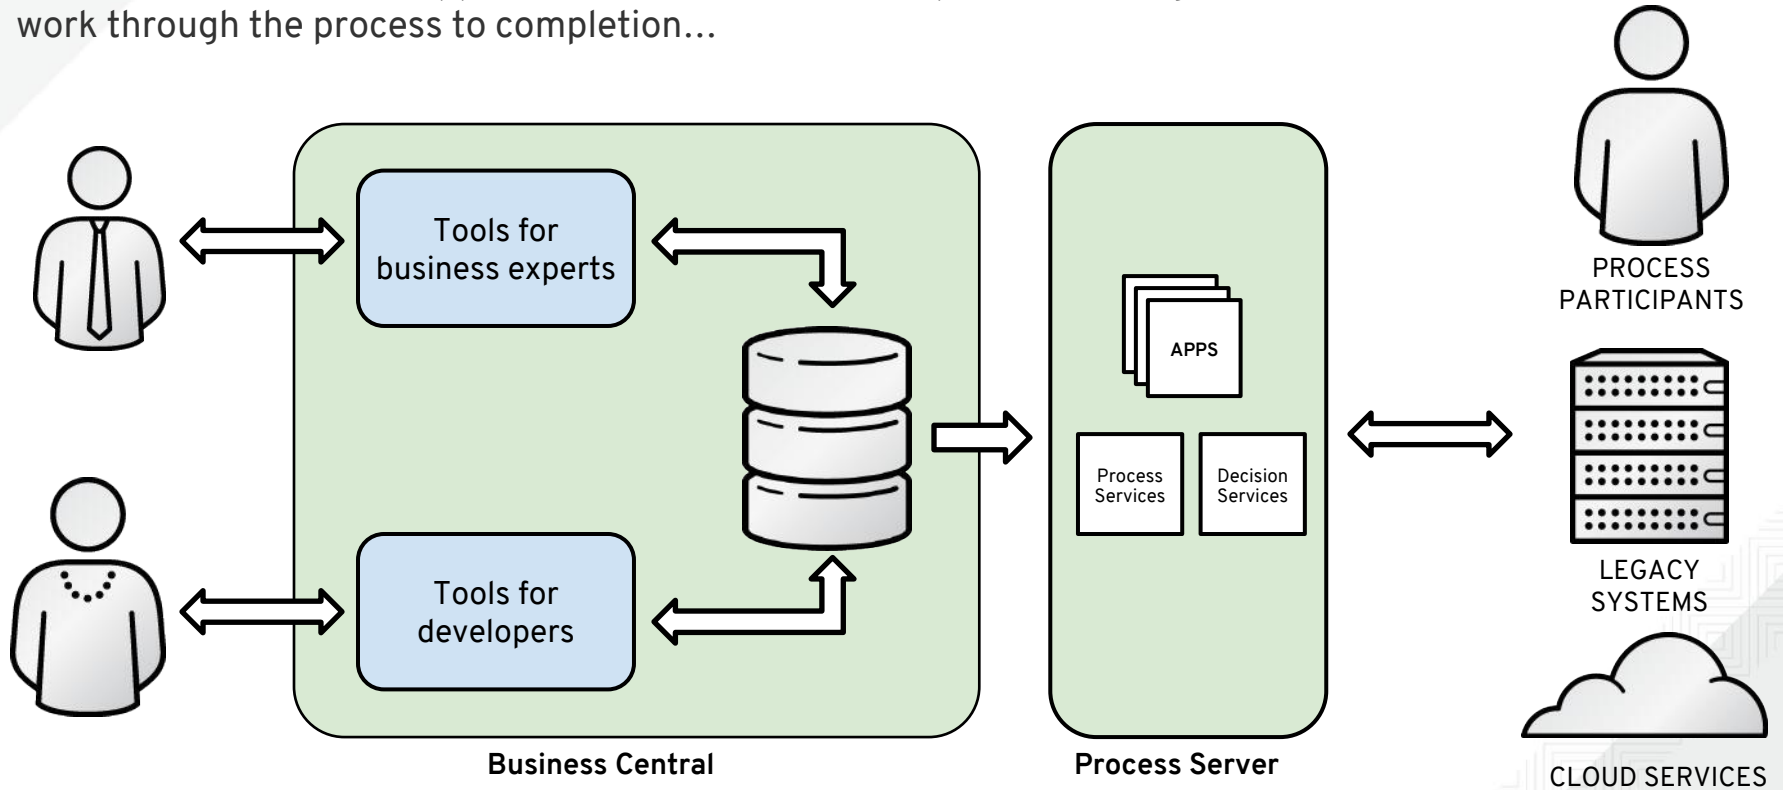 work through the process to completion...
Tools for
business experts
Tools for
developers
APPS
Process
Services
Decision
Services
PROCESS
PARTICIPANTS
LEGACY
SYSTEMS
CLOUD SERVICES
Business Central
Process Server